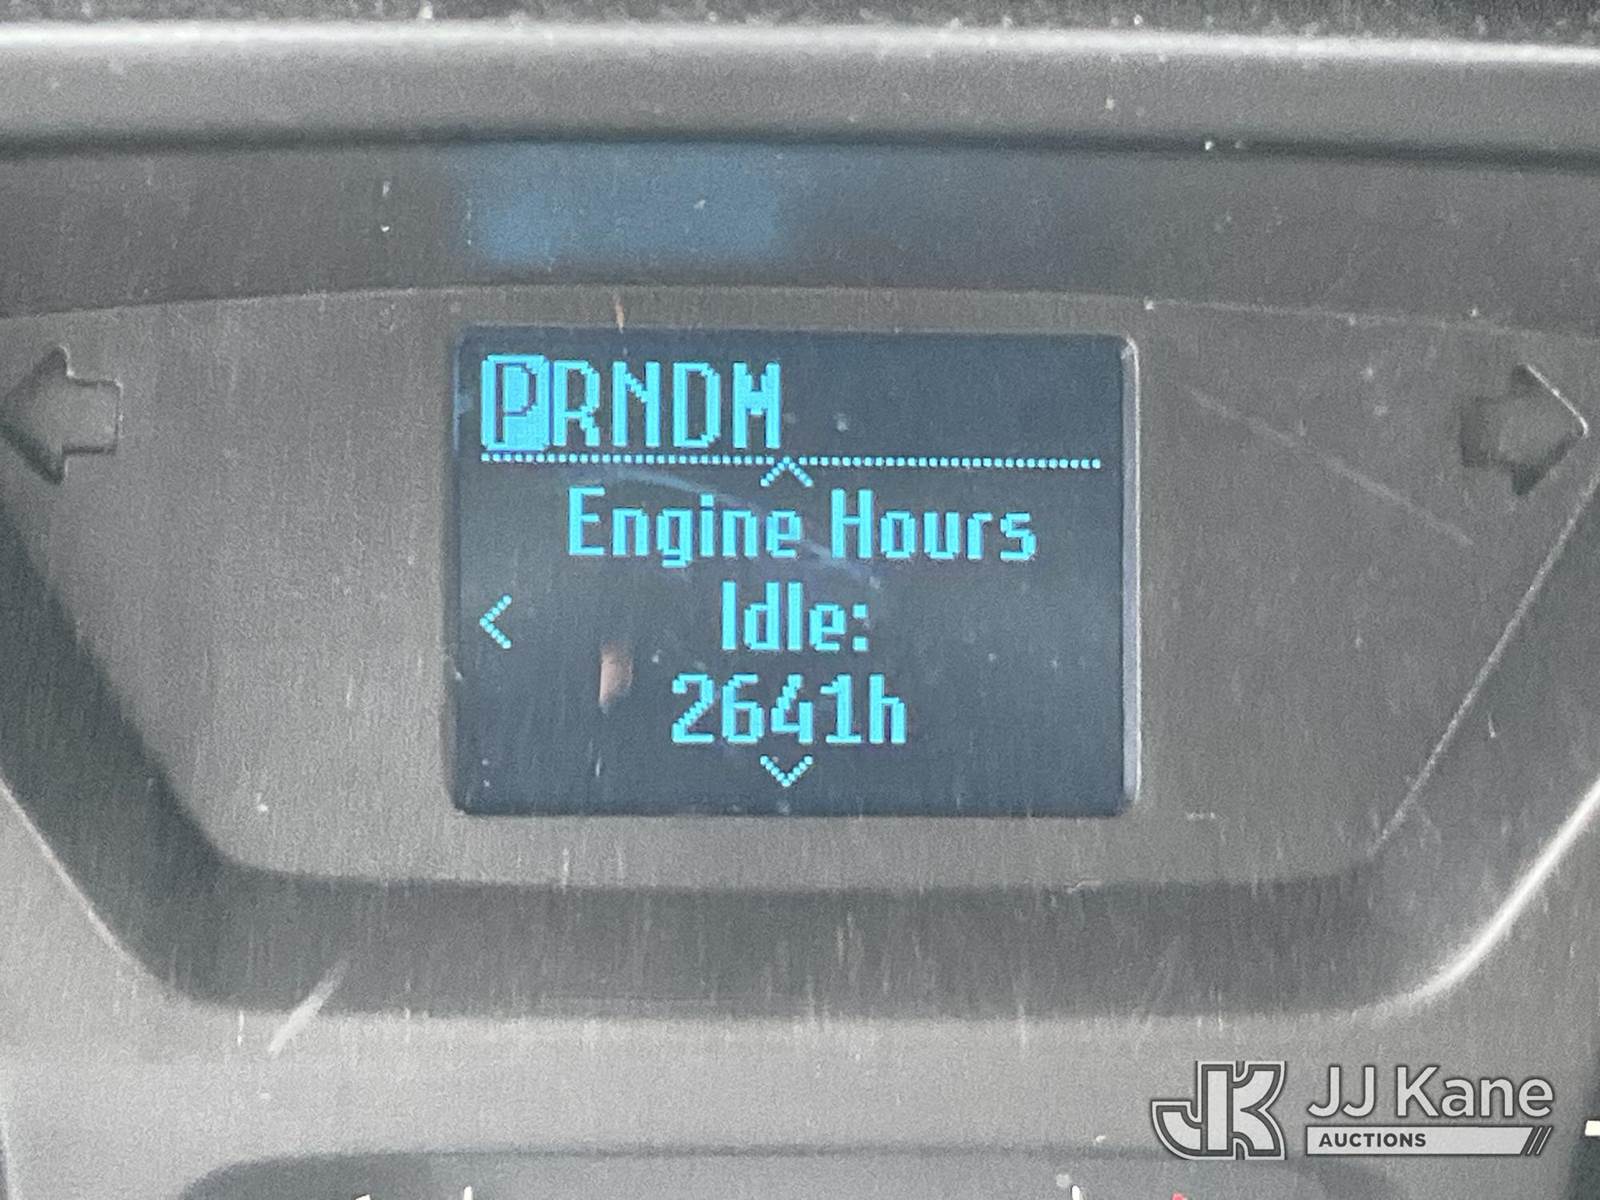 PRNDM
Engine Hours
Idle:
2641h
JJ Kane
AUCTIONS